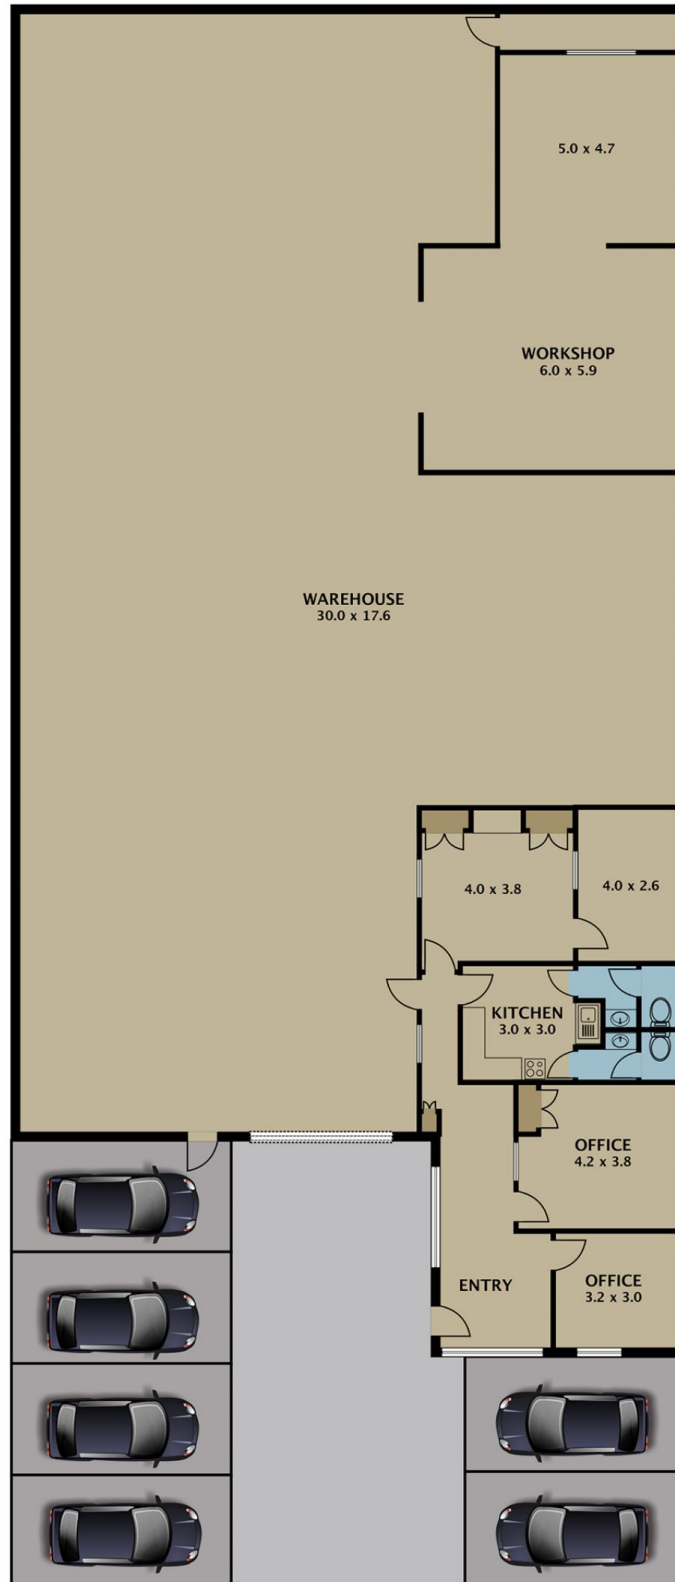 5.0 x 4.7
WORKSHOP
6.0 x 5.9
WAREHOUSE
30.0 x 17.6
4.0 x 3.8
4.0 x 2.6
KITCHEN
3.0 x 3.0
OFFICE
4.2 x 3.8
ENTRY
OFFICE
3.2 x 3.0